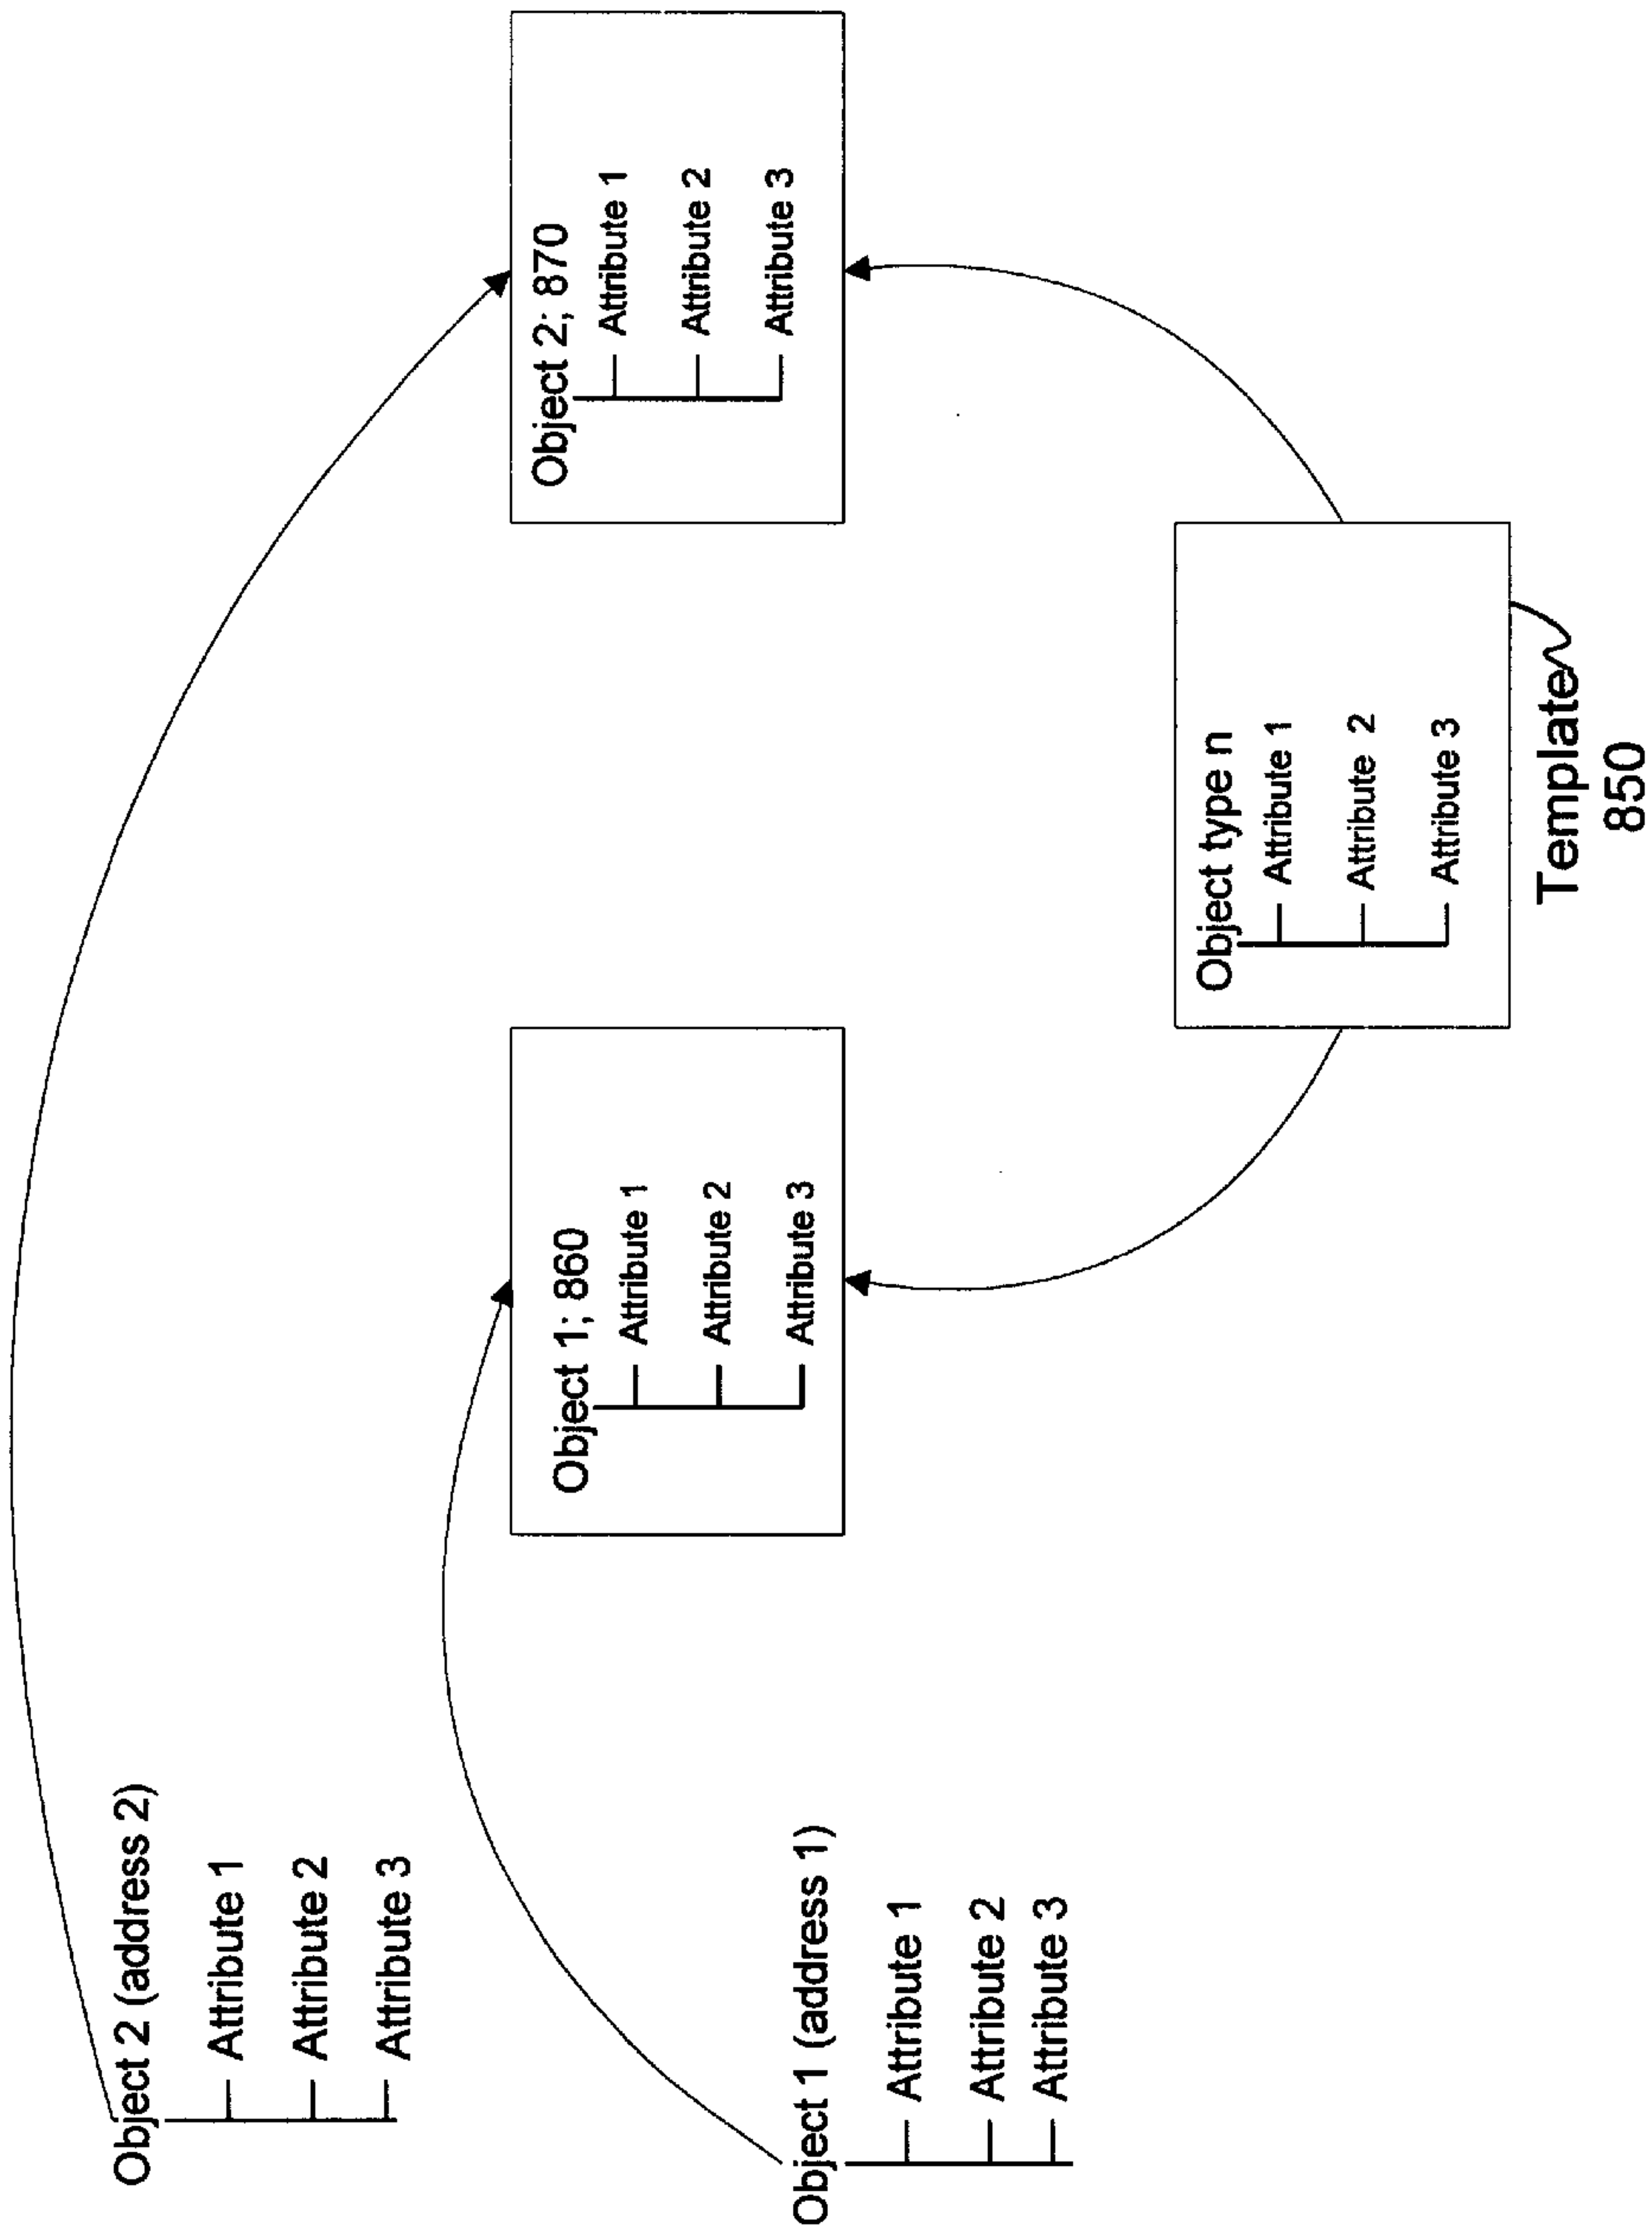 Object 2 (address 2)
Attribute 1
Attribute 2
Attribute 3
Object 1 (address 1)
Attribute 1
Attribute 2
Attribute 3
Object 1; 860
Attribute 1
Attribute 2
Attribute 3
Object 2; 870
Attribute 1
Attribute 2
Attribute 3
Object type n
Attribute 1
Attribute 2
Attribute 3
Template
850